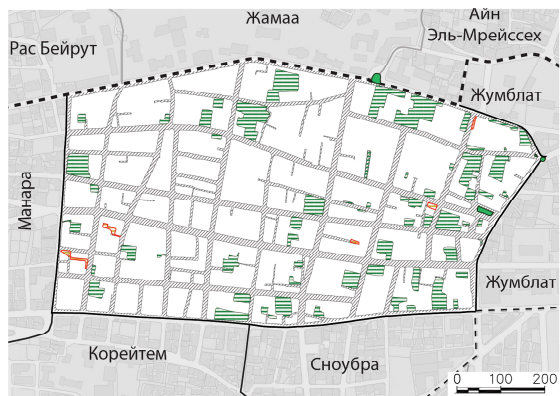 Жамаа
Айн
Эль-Мрейссех
Рас Бейрут
Жумблат
Манара
Жумблат
Корейтем
Сноубра
0 100 200